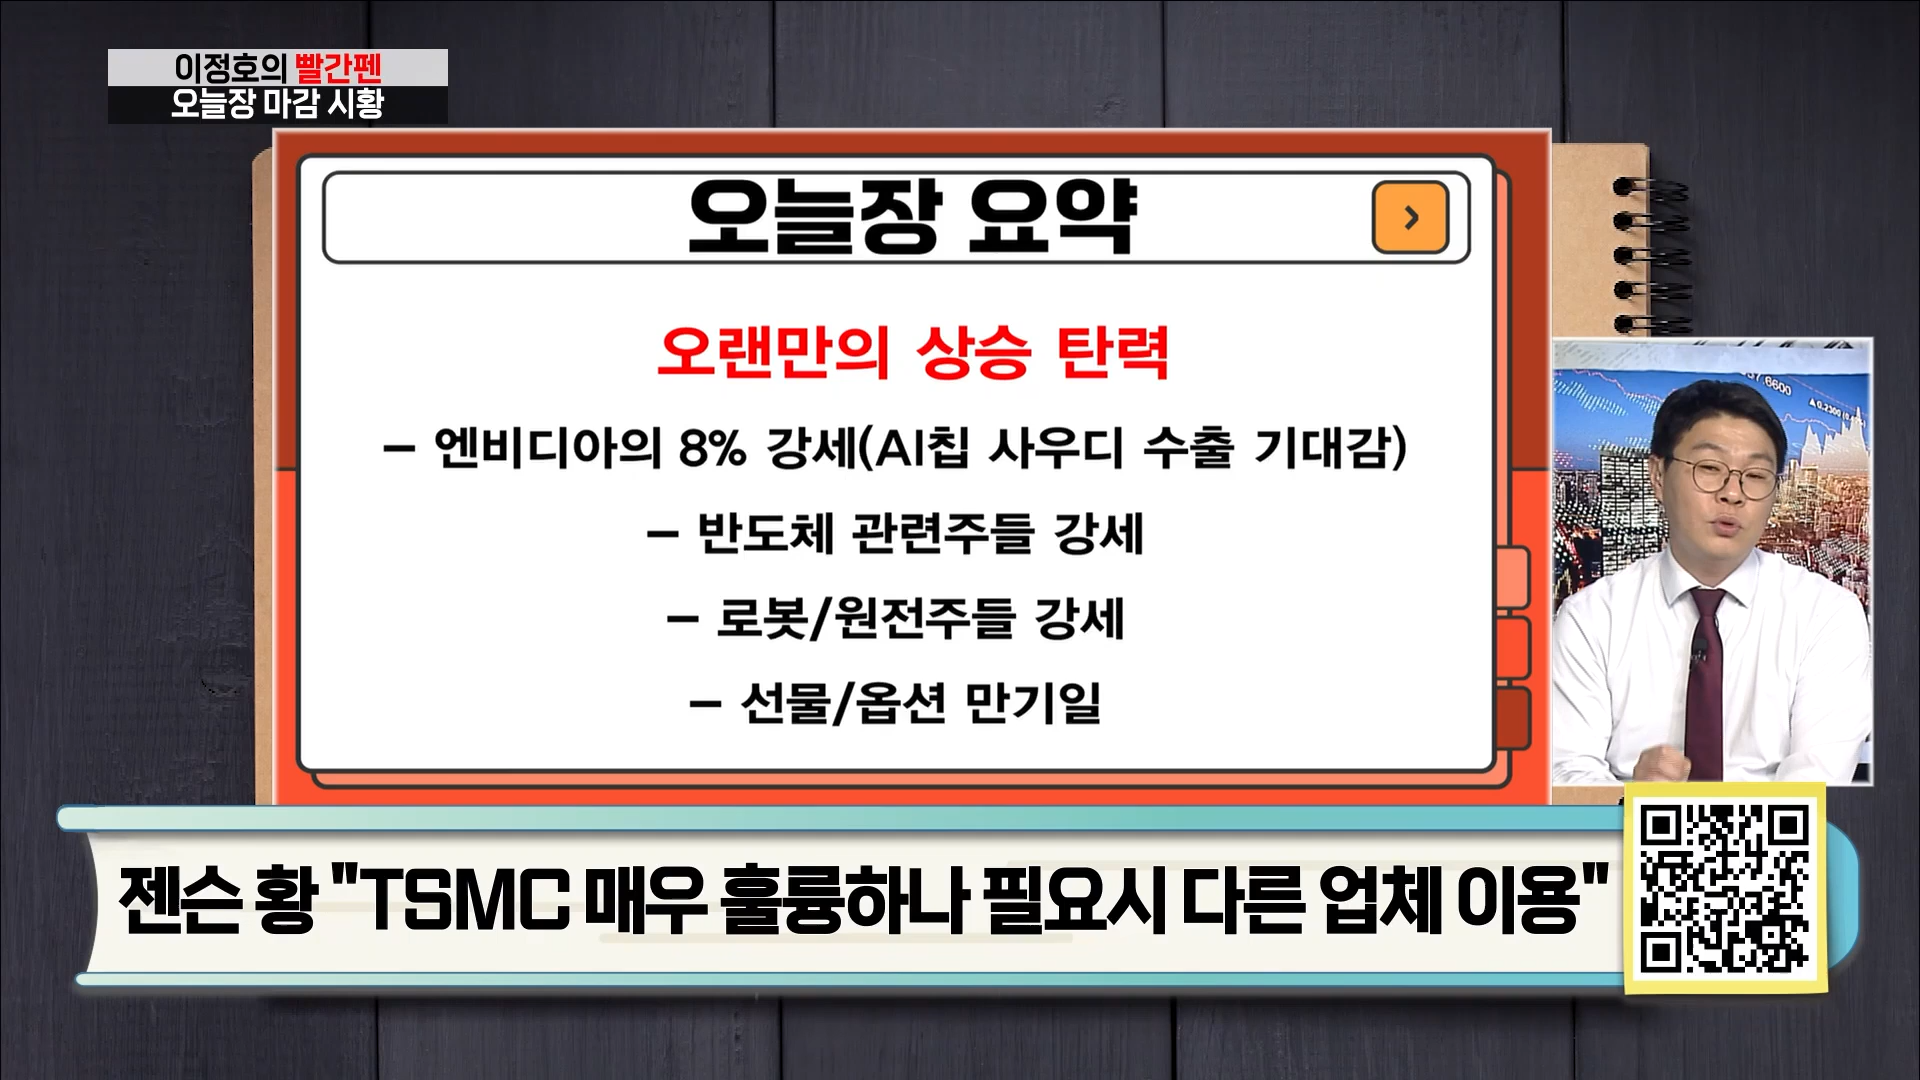 이정호의 빨간펜
오늘장 마감 시황
오늘장 요약
오랜만의 상승 탄력
– 엔비디아의 8% 강세(AI칩 사우디 수출 기대감)
– 반도체 관련주들 강세
– 로봇/원전주들 강세
– 선물/옵션 만기일
젠슨 황 "TSMC 매우 훌륭하나 필요시 다른 업체 이용"